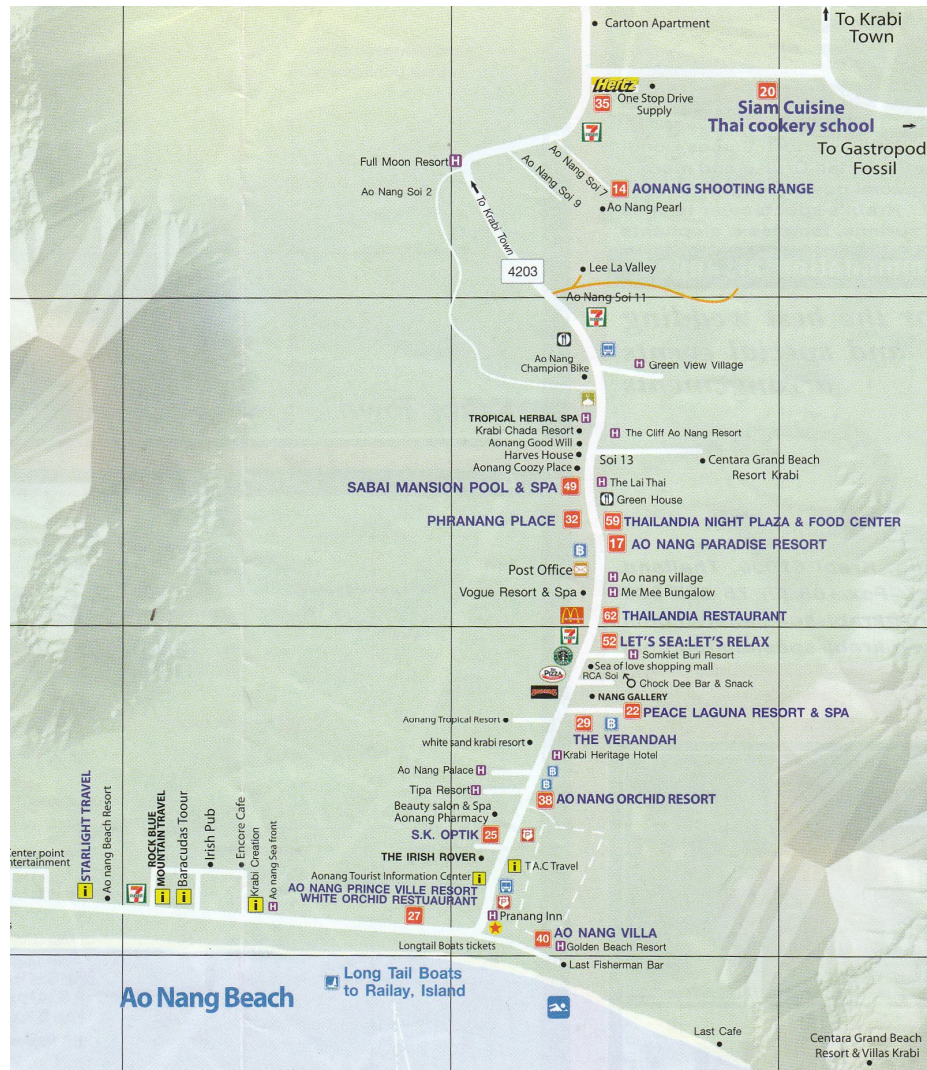 Cartoon Apartment
To Krabi
Town
Hertz
35
One Stop Drive
Supply
20
Siam Cuisine
Thai cookery school
To Gastropod
Fossil
7
ELEVEN
Full Moon Resort
H
Ao Nang Soi 2
Ao Nang Soi 7
Ao Nang Soi 9
14
AONANG SHOOTING RANGE
Ao Nang Pearl
To Krabi Town
4203
Lee La Valley
Ao Nang Soi 11
7
ELEVEN
Ao Nang
Champion Bike
H
Green View Village
TROPICAL HERBAL SPA
H
Krabi Chada Resort
Aonang Good Will
Harves House
Aonang Coozy Place
H
The Cliff Ao Nang Resort
Soi 13
Centara Grand Beach
Resort Krabi
SABAI MANSION POOL & SPA
49
H
The Lai Thai
Green House
PHRANANG PLACE
32
59
THAILANDIA NIGHT PLAZA & FOOD CENTER
17
AO NANG PARADISE RESORT
B
Post Office
Vogue Resort & Spa
H
Ao nang village
H
Me Mee Bungalow
62
THAILANDIA RESTAURANT
7
ELEVEN
52
LET'S SEA:LET'S RELAX
H
Somkiet Buri Resort
Sea of love shopping mall
RCA Soi
Chock Dee Bar & Snack
Pizza
NANG GALLERY
22
PEACE LAGUNA RESORT & SPA
Aonang Tropical Resort
29
B
THE VERANDAH
white sand krabi resort
H
Krabi Heritage Hotel
Ao Nang Palace
H
B
Tipa Resort
H
B
38
AO NANG ORCHID RESORT
Beauty salon & Spa
Aonang Pharmacy
S.K. OPTIK
25
THE IRISH ROVER
i
T.A.C Travel
Aonang Tourist Information Center
i
AO NANG PRINCE VILLE RESORT
WHITE ORCHID RESTUAURANT
27
H
Pranang Inn
40
AO NANG VILLA
H
Golden Beach Resort
Longtail Boats tickets
Last Fisherman Bar
enter point
ntertainment
STARLIGHT TRAVEL
i
Ao nang Beach Resort
7
ELEVEN
ROCK BLUE
MOUNTAIN TRAVEL
i
Baracudas Toour
i
Irish Pub
Encore Cafe
Krabi Creation
i
Ao nang Sea front
H
Ao Nang Beach
Long Tail Boats
to Railay, Island
Last Cafe
Centara Grand Beach
Resort & Villas Krabi